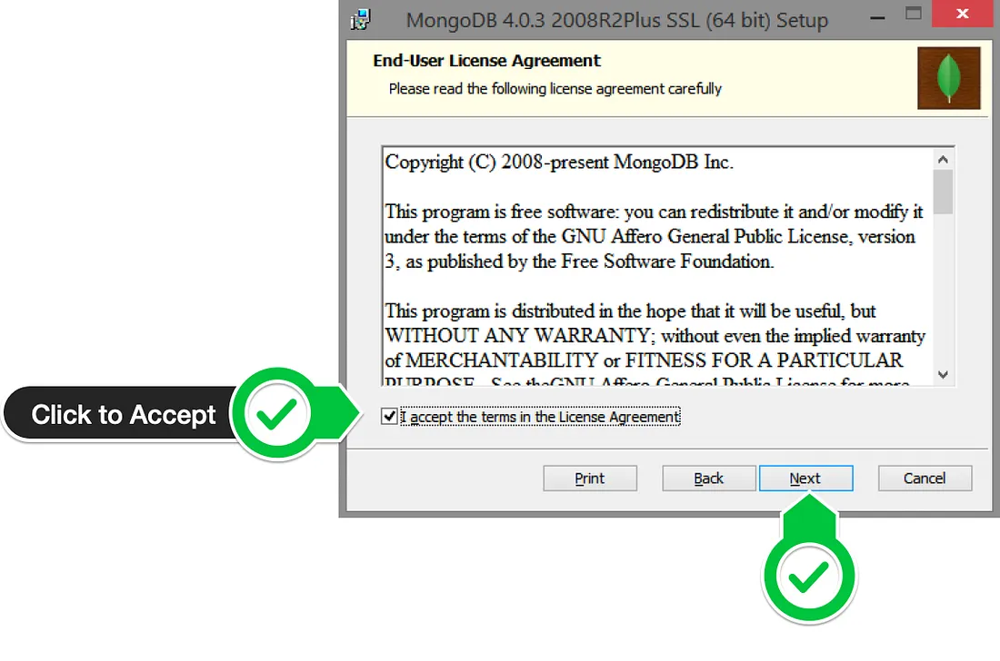 MongoDB 4.0.3 2008R2Plus SSL (64 bit) Setup
End-User License Agreement
Please read the following license agreement carefully
Copyright (C) 2008-present MongoDB Inc.
This program is free software: you can redistribute it and/or modify it
under the terms of the GNU Affero General Public License, version
3, as published by the Free Software Foundation.
This program is distributed in the hope that it will be useful, but
WITHOUT ANY WARRANTY; without even the implied warranty
of MERCHANTABILITY or FITNESS FOR A PARTICULAR
PURPOSE. See theGNU Affero General Public License for more
Click to Accept
I accept the terms in the License Agreement
Print
Back
Next
Cancel